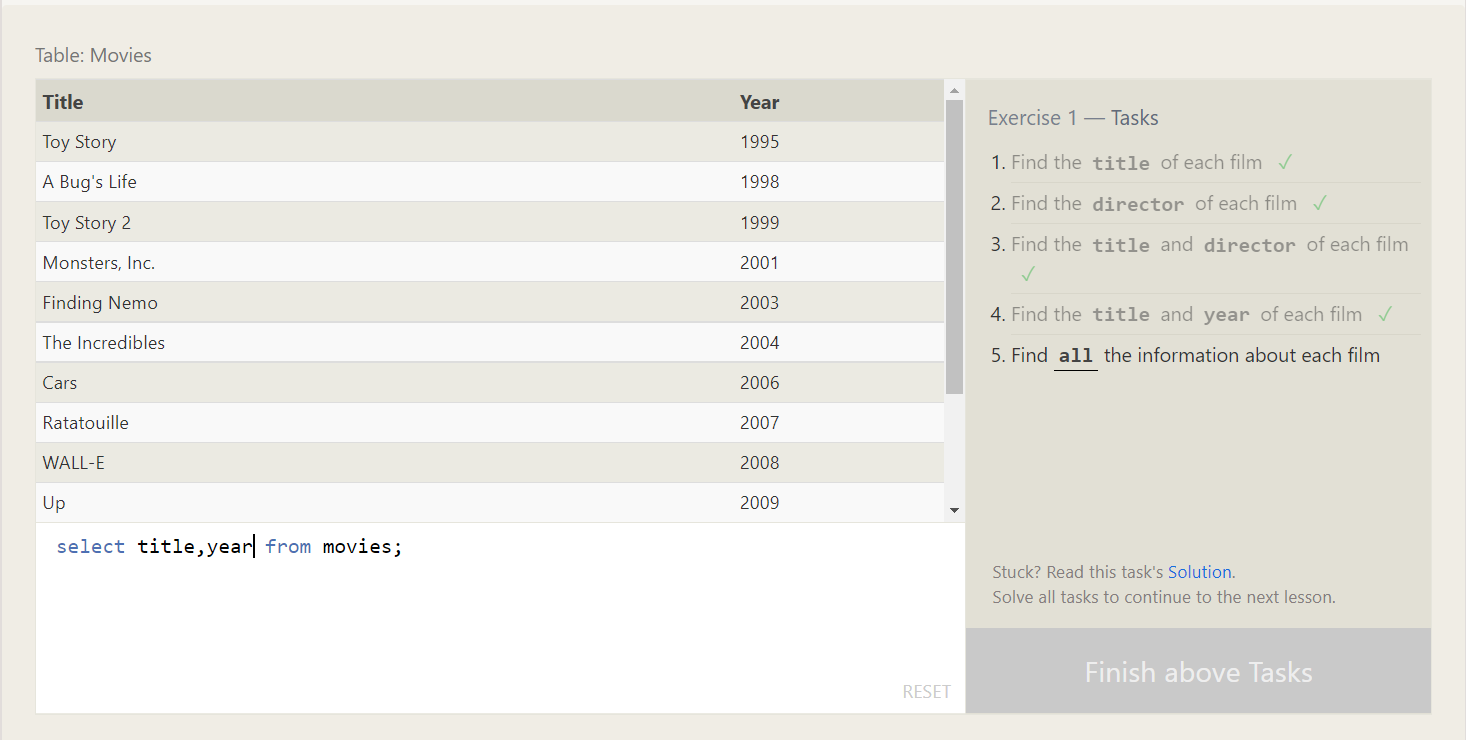 Table: Movies
Title Year
Toy Story 1995
A Bug's Life 1998
Toy Story 2 1999
Monsters, Inc. 2001
Finding Nemo 2003
The Incredibles 2004
Cars 2006
Ratatouille 2007
WALL-E 2008
Up 2009
select title,year from movies;
RESET
Exercise 1 — Tasks
1. Find the title of each film ✓
2. Find the director of each film ✓
3. Find the title and director of each film
✓
4. Find the title and year of each film ✓
5. Find all the information about each film
Stuck? Read this task's Solution.
Solve all tasks to continue to the next lesson.
Finish above Tasks